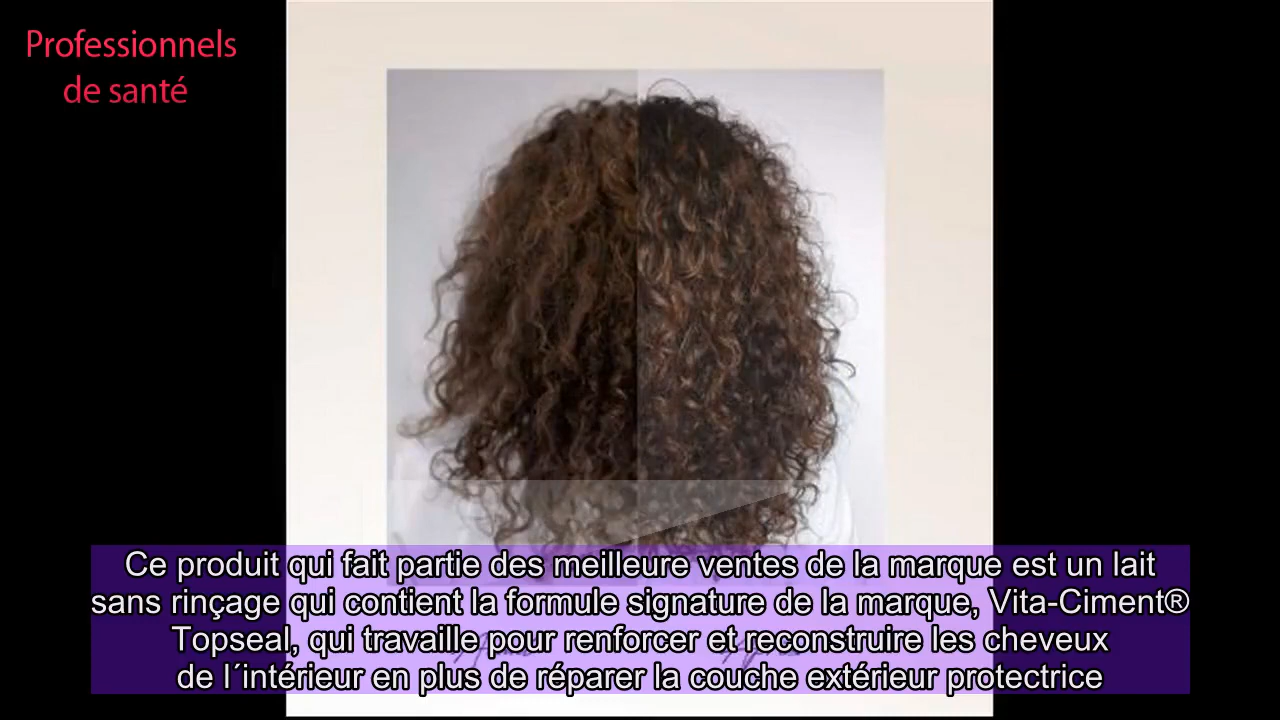 Professionnels
de santé
Ce produit qui fait partie des meilleure ventes de la marque est un lait
sans rinçage qui contient la formule signature de la marque, Vita-Ciment®
Topseal, qui travaille pour renforcer et reconstruire les cheveux
de l´intérieur en plus de réparer la couche extérieur protectrice